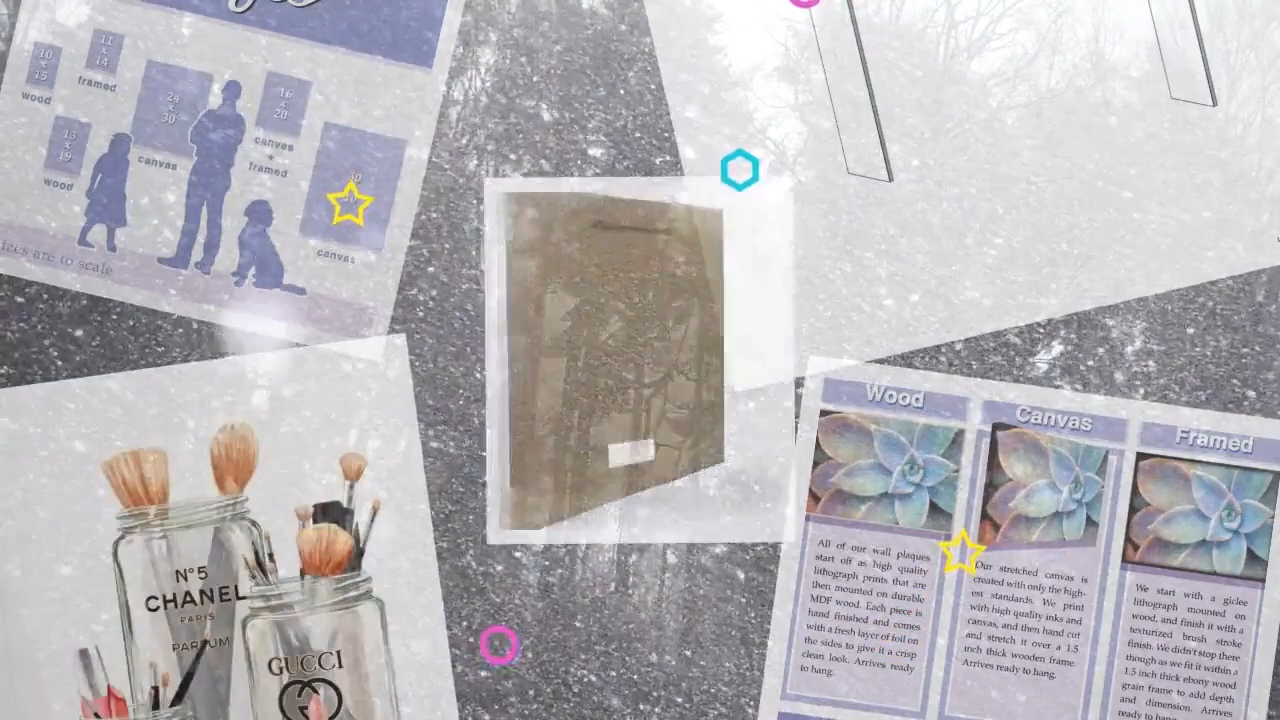 10
x
15
wood
11
x
14
framed
13
x
19
wood
24
x
30
canvas
16
x
20
canvas
+
framed
30
canvas
izes are to scale
N°5
CHANEL
PARIS
PARFUM
GUCCI
Wood
All of our wall plaques
start off as high quality
lithograph prints that are
then mounted on durable
MDF wood. Each piece is
hand finished and comes
with a fresh layer of foil on
the sides to give it a crisp
clean look. Arrives ready
to hang.
Canvas
Our stretched canvas is
created with only the high-
est standards. We print
with high quality inks and
canvas, and then hand cut
and stretch it over a 1.5
inch thick wooden frame.
Arrives ready to hang.
Framed
We start with a giclee
lithograph mounted on
wood, and finish it with a
texturized brush stroke
finish. We didn't stop there
though as we fit it within a
1.5 inch thick ebony wood
grain frame to add depth
and dimension. Arrives
ready to hang.